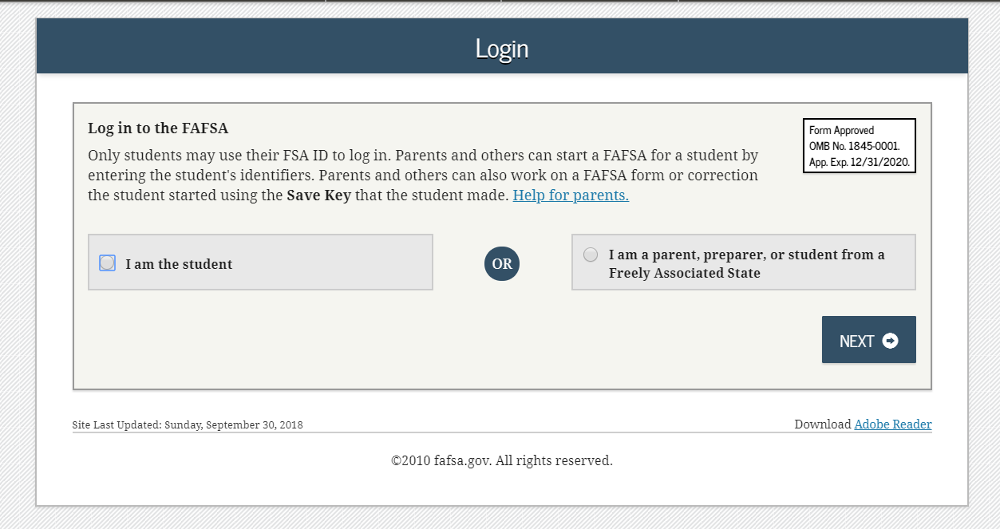 Login
Log in to the FAFSA
Form Approved
OMB No. 1845-0001.
App. Exp. 12/31/2020.
Only students may use their FSA ID to log in. Parents and others can start a FAFSA for a student by
entering the student's identifiers. Parents and others can also work on a FAFSA form or correction
the student started using the Save Key that the student made. Help for parents.
I am the student
OR
I am a parent, preparer, or student from a
Freely Associated State
NEXT
Site Last Updated: Sunday, September 30, 2018
Download Adobe Reader
©2010 fafsa.gov. All rights reserved.